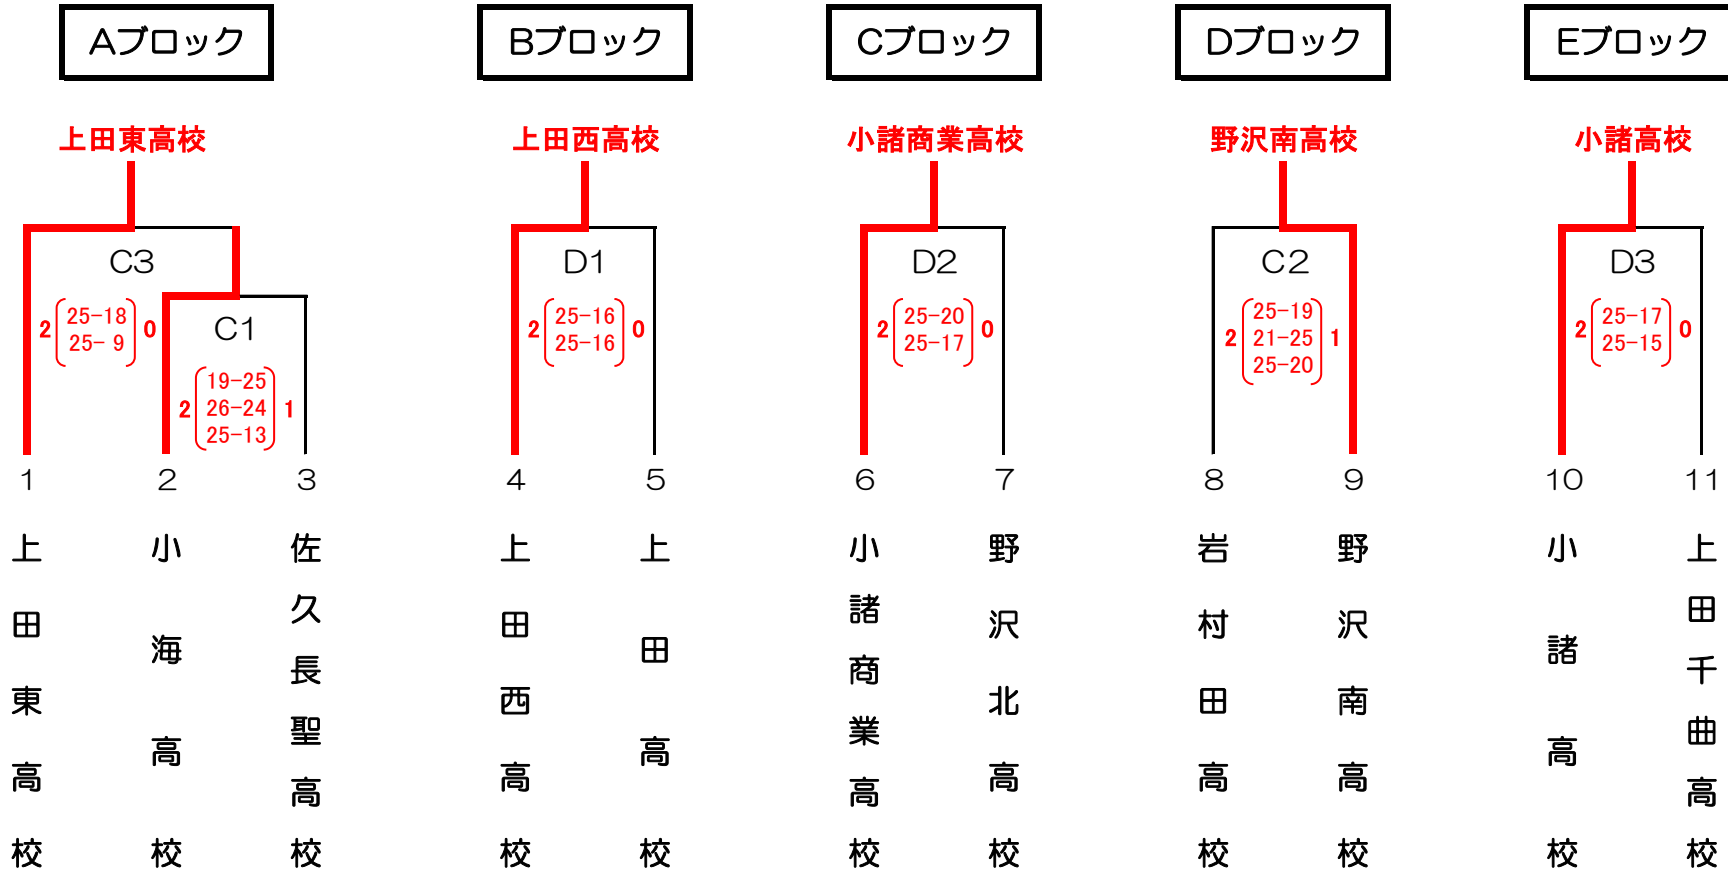 Aブロック
Bブロック
Cブロック
Dブロック
Eブロック
上田東高校
上田西高校
小諸商業高校
野沢南高校
小諸高校
C3
D1
D2
C2
D3
2 25-18 0
25- 9
C1
2 19-25 1
26-24
25-13
2 25-16 0
25-16
2 25-20 0
25-17
25-19
2 21-25 1
25-20
2 25-17 0
25-15
1
2
3
4
5
6
7
8
9
10
11
上田東高校
小海高校
佐久長聖高校
上田西高校
上田高校
小諸商業高校
野沢北高校
岩村田高校
野沢南高校
小諸高校
上田千曲高校